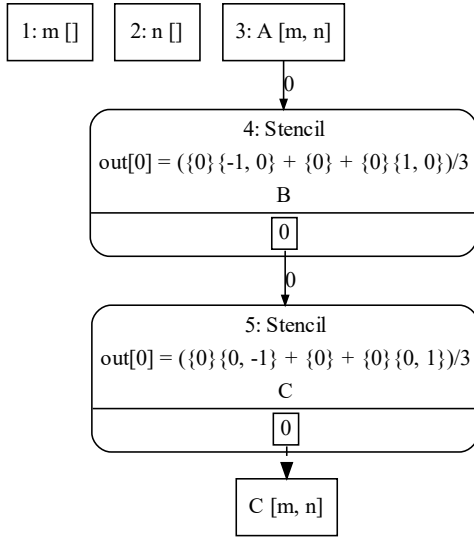 1: m []
2: n []
3: A [m, n]
0
4: Stencil
out[0] = ({0}{-1, 0} + {0} + {0}{1, 0})/3
B
0
0
5: Stencil
out[0] = ({0}{0, -1} + {0} + {0}{0, 1})/3
C
0
C [m, n]